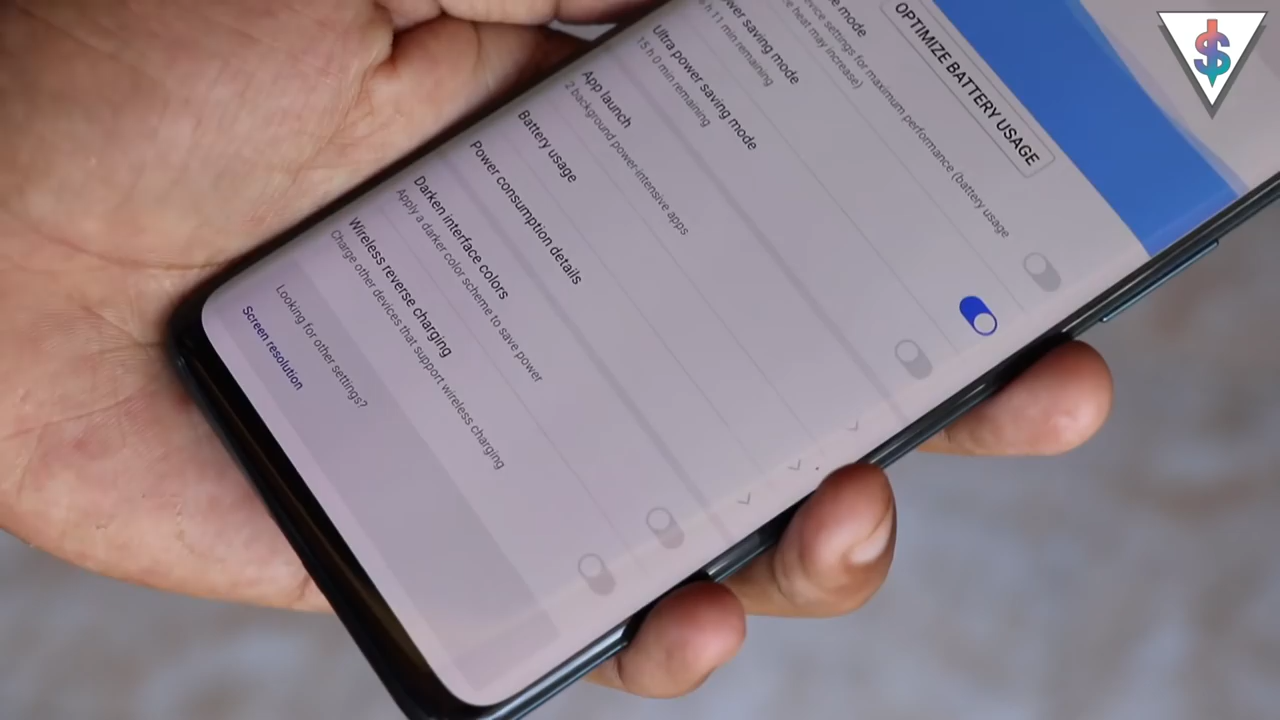 OPTIMIZE BATTERY USAGE
mode
settings for maximum performance (battery usage
heat may increase)
saving mode
11 min remaining
Ultra power saving mode
15 h 0 min remaining
App launch
2 background power-intensive apps
Battery usage
Power consumption details
Darken interface colors
Apply a darker color scheme to save power
Wireless reverse charging
Charge other devices that support wireless charging
Looking for other settings?
Screen resolution